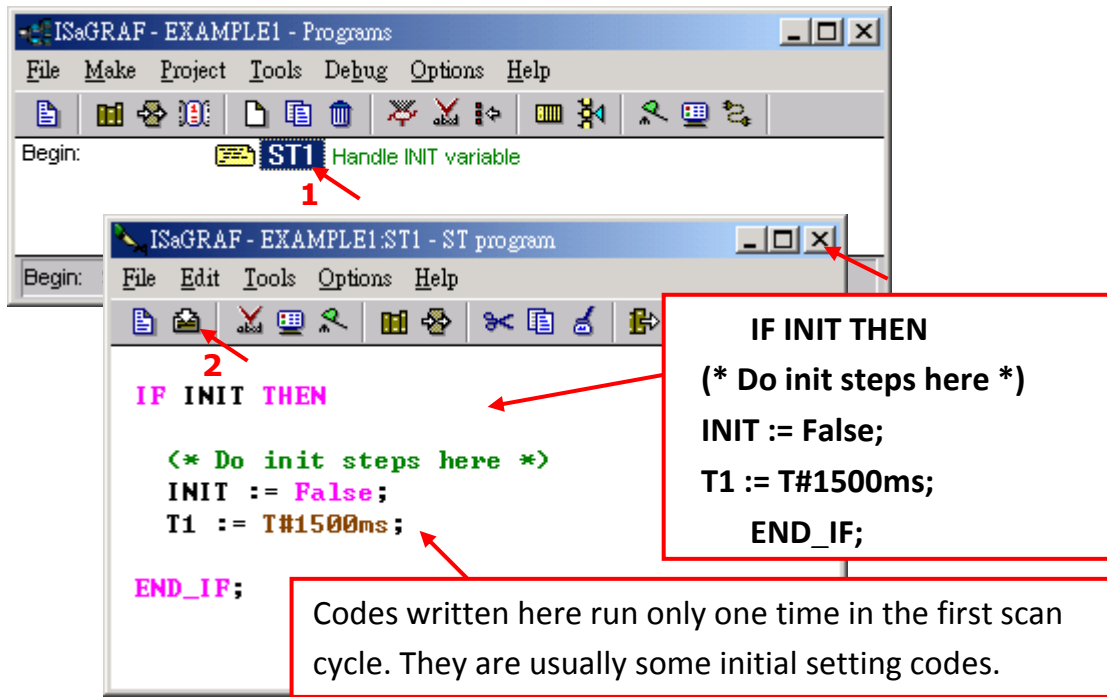 ISaGRAF - EXAMPLE1 - Programs
File Make Project Tools Debug Options Help
Begin: ST1 Handle INIT variable
1
ISaGRAF - EXAMPLE1:ST1 - ST program
Begin:
File Edit Tools Options Help
2
IF INIT THEN
(* Do init steps here *)
INIT := False;
T1 := T#1500ms;
END_IF;
IF INIT THEN
(* Do init steps here *)
INIT := False;
T1 := T#1500ms;
END_IF;
Codes written here run only one time in the first scan
cycle. They are usually some initial setting codes.